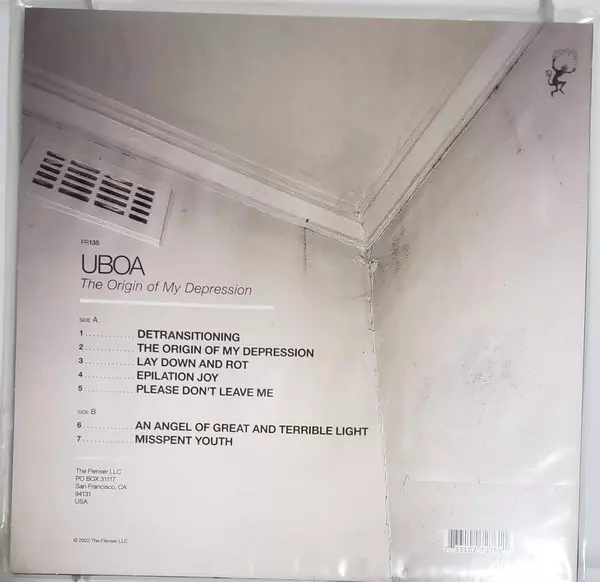 FR135
UBOA
The Origin of My Depression
SIDE A
1 ............ DETRANSITIONING
2 ............ THE ORIGIN OF MY DEPRESSION
3 ............ LAY DOWN AND ROT
4 ............ EPILATION JOY
5 ............ PLEASE DON'T LEAVE ME
SIDE B
6 ............ AN ANGEL OF GREAT AND TERRIBLE LIGHT
7 ............ MISSPENT YOUTH
The Flenser LLC
PO BOX 31117
San Francisco, CA
94131
USA
© 2022 The Flenser LLC